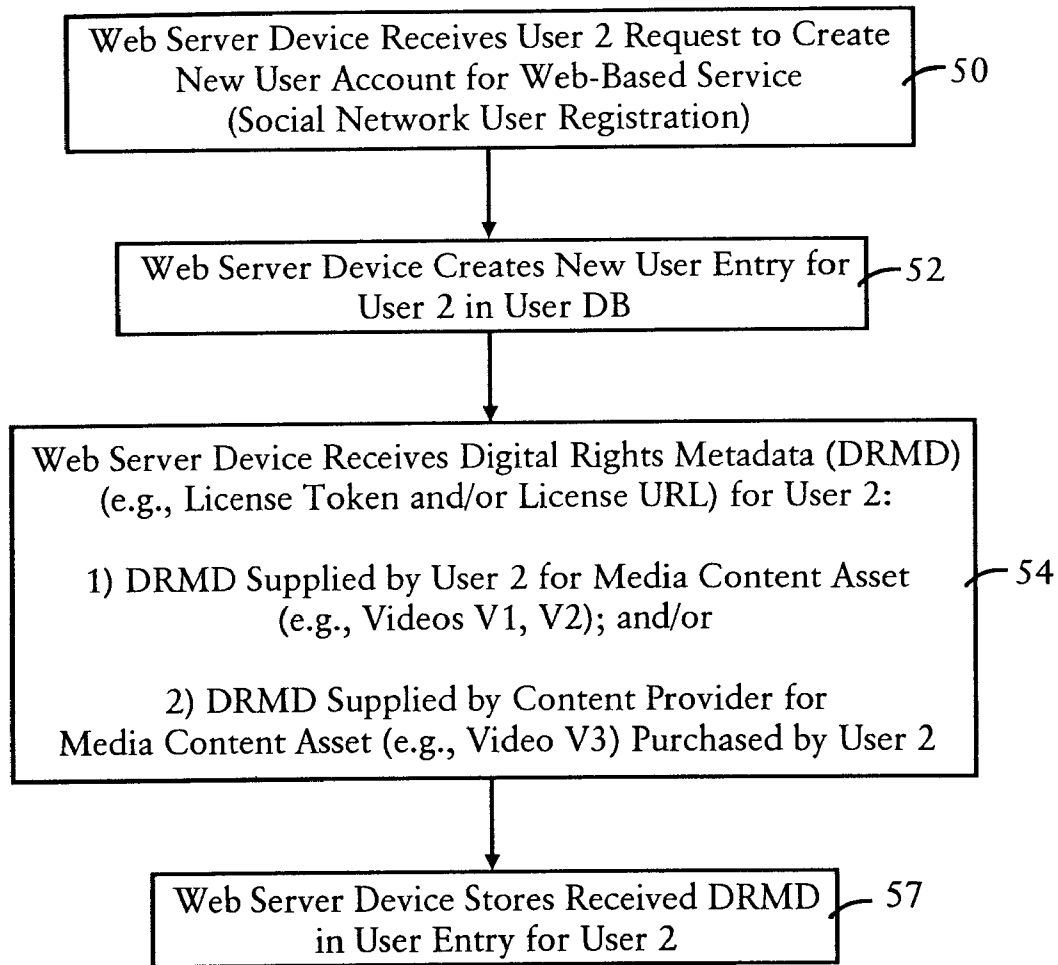 Web Server Device Receives User 2 Request to Create
New User Account for Web-Based Service
(Social Network User Registration)
50
Web Server Device Creates New User Entry for
User 2 in User DB
52
Web Server Device Receives Digital Rights Metadata (DRMD)
(e.g., License Token and/or License URL) for User 2:
1) DRMD Supplied by User 2 for Media Content Asset
(e.g., Videos V1, V2); and/or
2) DRMD Supplied by Content Provider for
Media Content Asset (e.g., Video V3) Purchased by User 2
54
Web Server Device Stores Received DRMD
in User Entry for User 2
57